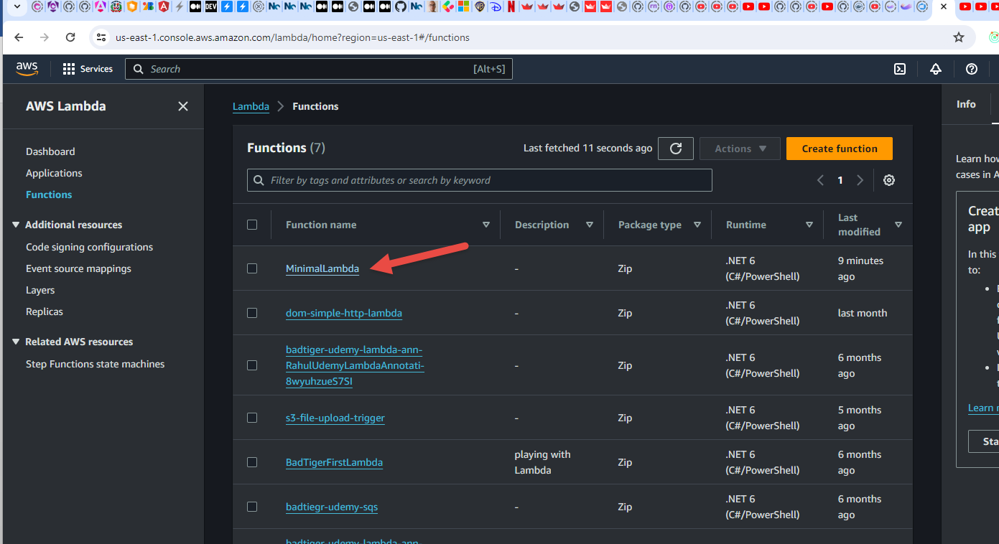 DEV
us-east-1.console.aws.amazon.com/lambda/home?region=us-east-1#/functions
aws
Services
Search
[Alt+S]
AWS Lambda
Dashboard
Applications
Functions
Additional resources
Code signing configurations
Event source mappings
Layers
Replicas
Related AWS resources
Step Functions state machines
Lambda
Functions
Functions (7)
Last fetched 11 seconds ago
Actions
Create function
Filter by tags and attributes or search by keyword
1
Function name
Description
Package type
Runtime
Last
modified
MinimalLambda
-
Zip
.NET 6
(C#/PowerShell)
9 minutes
ago
dom-simple-http-lambda
-
Zip
.NET 6
(C#/PowerShell)
last month
badtiger-udemy-lambda-ann-
RahulUdemyLambdaAnnotati-
8wyuhzueS7SI
-
Zip
.NET 6
(C#/PowerShell)
6 months
ago
s3-file-upload-trigger
-
Zip
.NET 6
(C#/PowerShell)
5 months
ago
BadTigerFirstLambda
playing with
Lambda
Zip
.NET 6
(C#/PowerShell)
6 months
ago
badtiegr-udemy-sqs
-
Zip
.NET 6
(C#/PowerShell)
6 months
ago
badtiger-udemy-lambda-ann-
Info
Learn how
cases in A
Creat
app
In this
to:
Learn
Sta